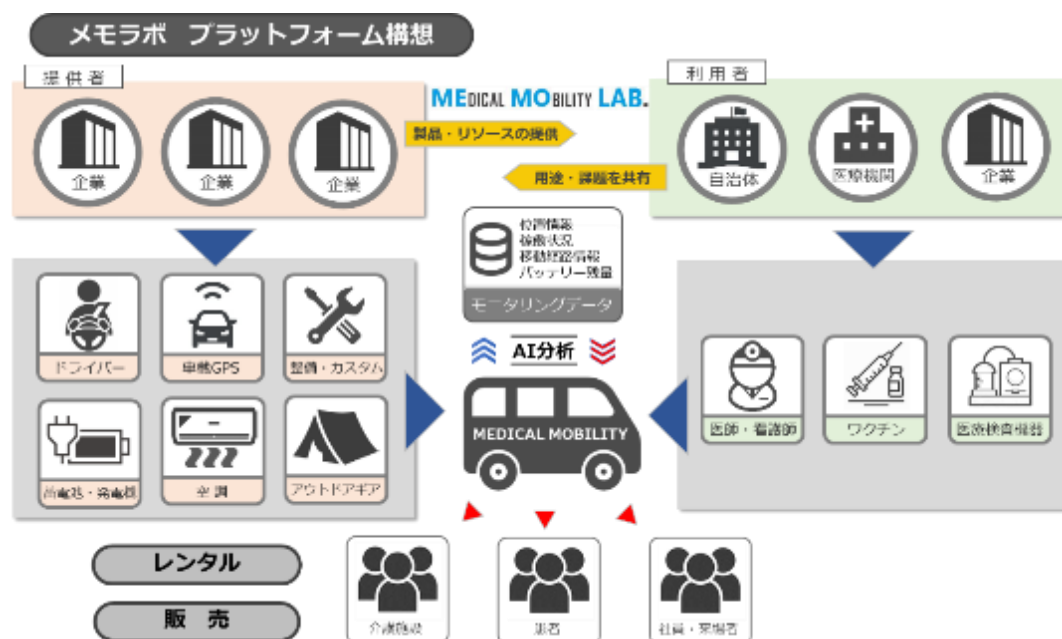 メモラボ プラットフォーム構想
提供者
利用者
MEDICAL MOBILITY LAB.
企業
企業
企業
製品・リソースの提供
用途・課題を共有
自治体
医療機関
企業
位置情報
稼働状況
移動経路情報
バッテリー残量
モニタリングデータ
AI分析
ドライバー
車載GPS
整備・カスタム
蓄電池・発電機
空調
アウトドアギア
MEDICAL MOBILITY
医師・看護師
ワクチン
医療検査機器
レンタル
販売
介護施設
患者
社員・来場者